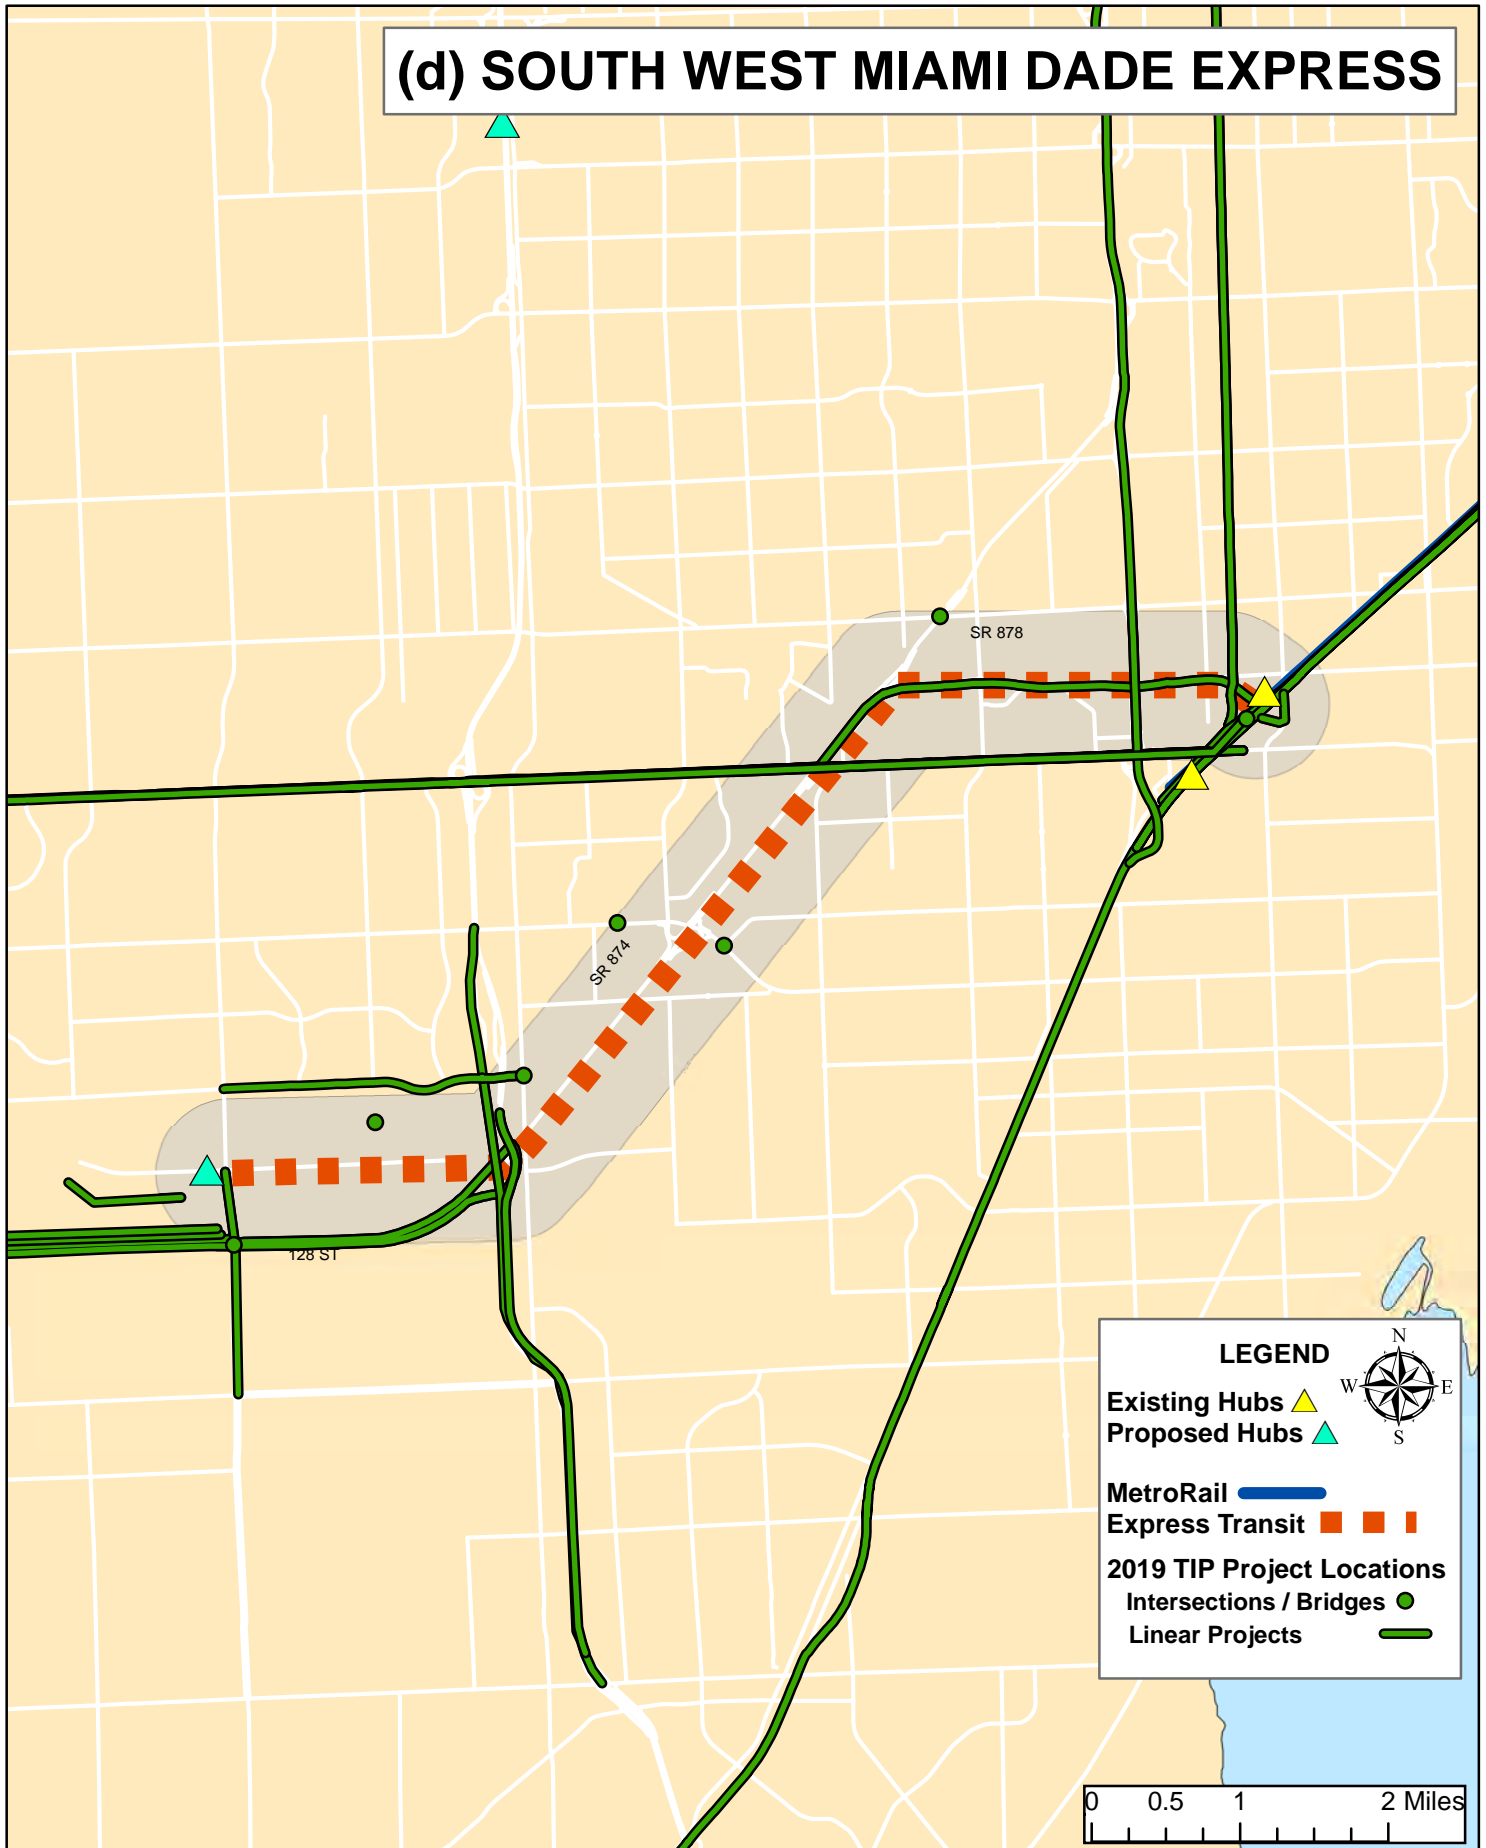 (d) SOUTH WEST MIAMI DADE EXPRESS
SR 878
SR 874
128 ST
LEGEND
N
W
E
S
Existing Hubs
Proposed Hubs
MetroRail
Express Transit
2019 TIP Project Locations
Intersections / Bridges
Linear Projects
0 0.5 1 2 Miles